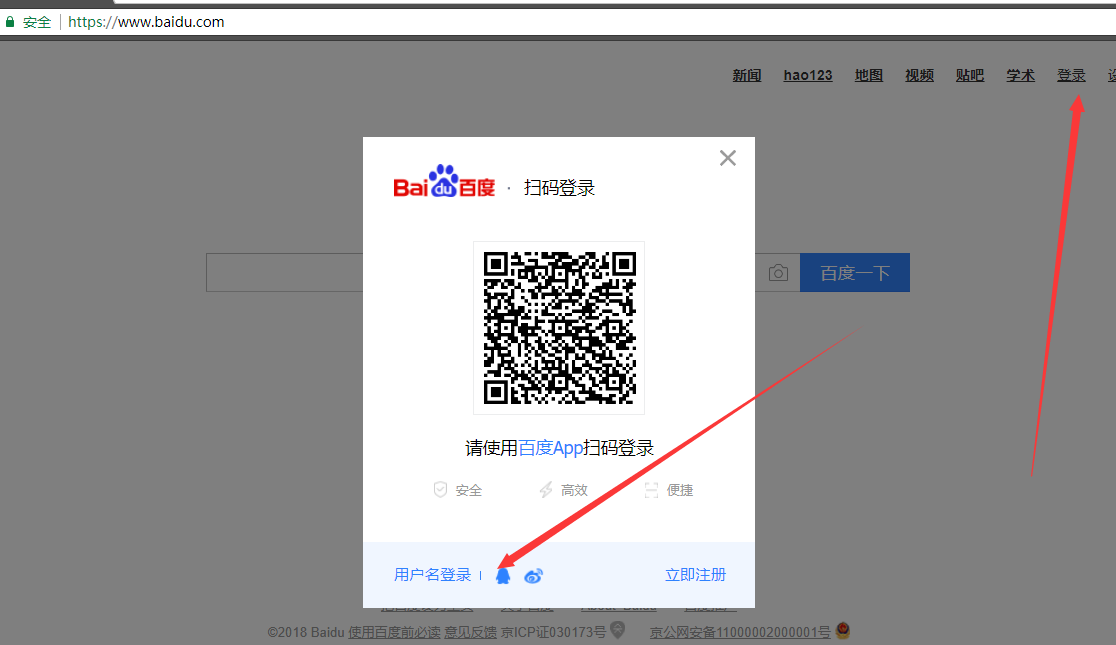 安全 https://www.baidu.com
新闻 hao123 地图 视频 贴吧 学术 登录
Bai du 百度 · 扫码登录
百度一下
请使用百度App扫码登录
安全 高效 便捷
用户名登录 立即注册
©2018 Baidu 使用百度前必读 意见反馈 京ICP证030173号 京公网安备11000002000001号